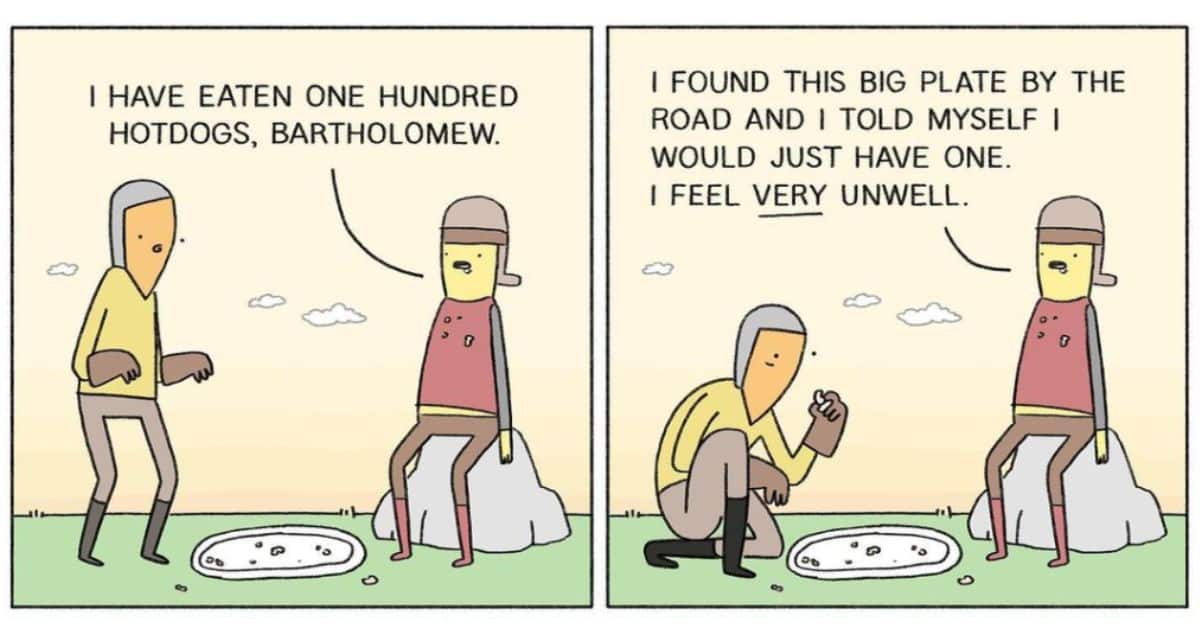 I HAVE EATEN ONE HUNDRED
HOTDOGS, BARTHOLOMEW.
I FOUND THIS BIG PLATE BY THE
ROAD AND I TOLD MYSELF I
WOULD JUST HAVE ONE.
I FEEL VERY UNWELL.